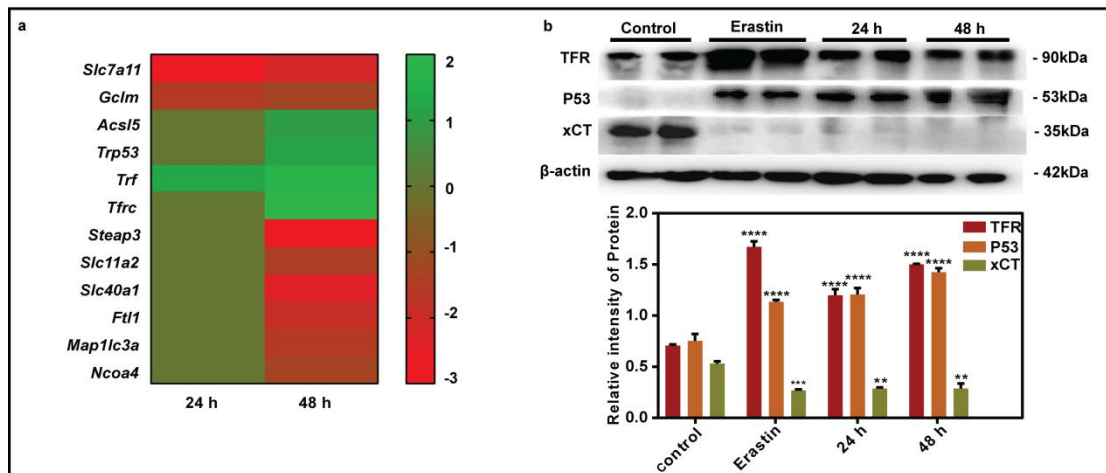 a
Slc7a11
Gclm
Acsl5
Trp53
Trf
Tfrc
Steap3
Slc11a2
Slc40a1
Ftl1
Map1lc3a
Ncoa4
24 h 48 h
2
1
0
-1
-2
-3
b
Control Erastin 24 h 48 h
TFR - 90kDa
P53 - 53kDa
xCT - 35kDa
β-actin - 42kDa
Relative intensity of Protein
2.0
1.5
1.0
0.5
0.0
TFR
P53
xCT
**** **** ***
**** **** **
**** **** **
control Erastin 24 h 48 h